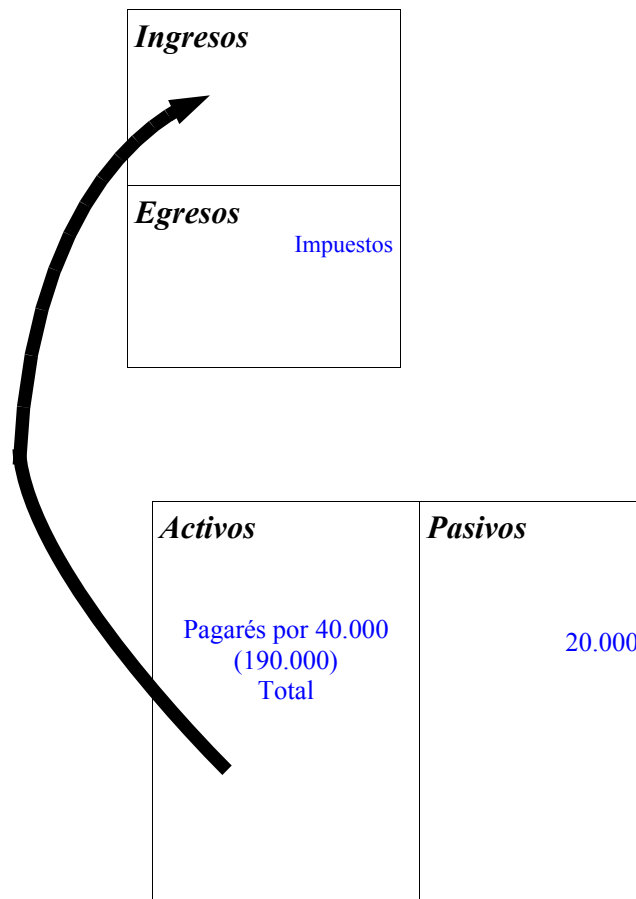 Ingresos
Egresos
Impuestos
Activos
Pasivos
Pagarés por 40.000
(190.000)
Total
20.000